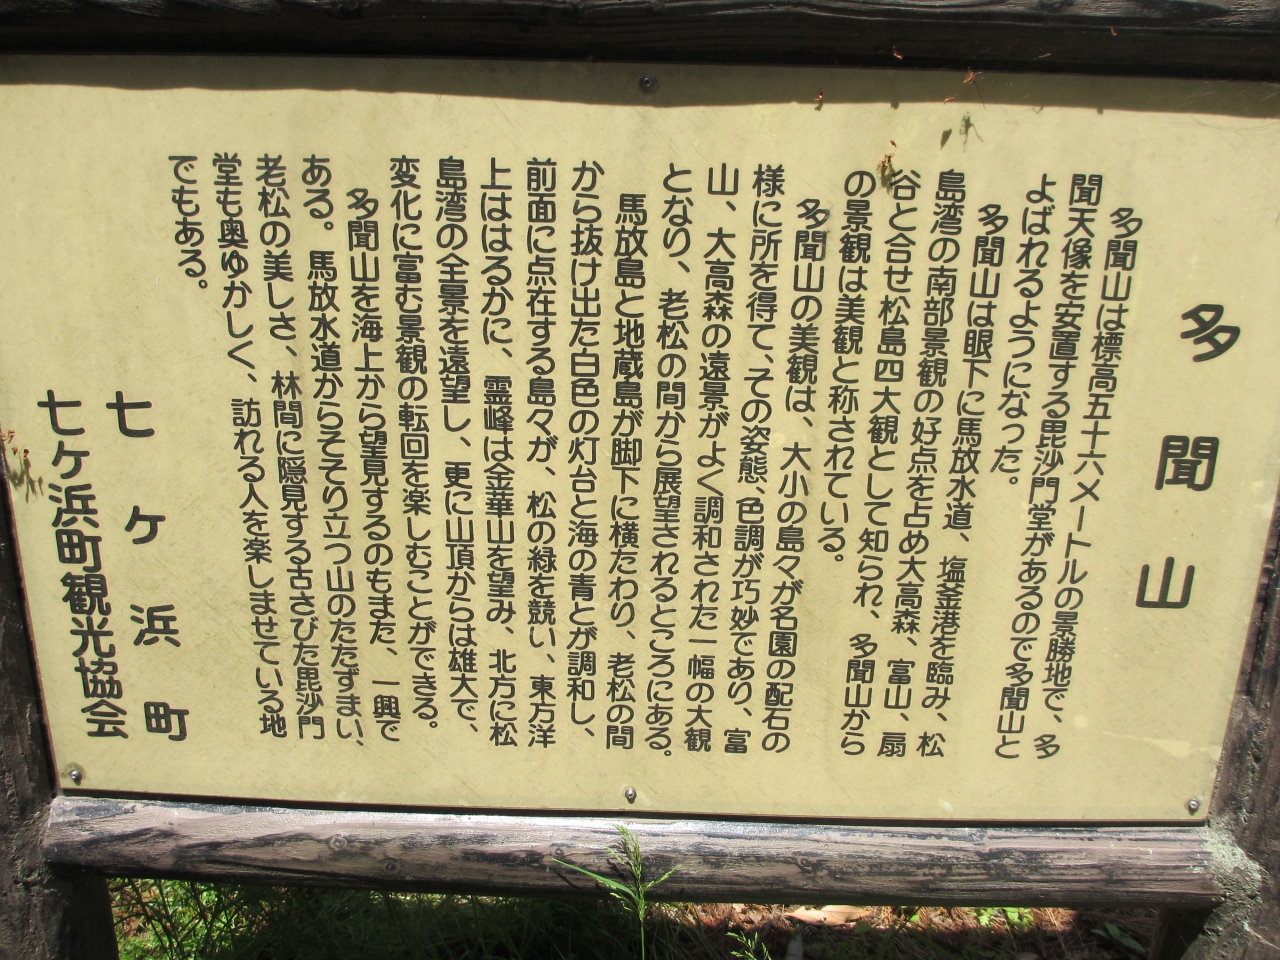 多聞山
多聞山は標高五十六メートルの景勝地で、多
聞天像を安置する毘沙門堂があるので多聞山と
よばれるようになった。
多聞山は眼下に馬放水道、塩釜港を臨み、松
島湾の南部景観の好点を占め大高森、富山、扇
谷と合せ松島四大観として知られ、多聞山から
の景観は美観と称されている。
多聞山の美観は、大小の島々が名園の配石の
様に所を得て、その姿態、色調が巧妙であり、富
山、大高森の遠景がよく調和された一幅の大観
となり、老松の間から展望されるところにある。
馬放島と地蔵島が脚下に横たわり、老松の間
から抜け出た白色の灯台と海の青とが調和し、
前面に点在する島々が、松の緑を競い、東方洋
上ははるかに、霊峰は金華山を望み、北方に松
島湾の全景を遠望し、更に山頂からは雄大で、
変化に富む景観の転回を楽しむことができる。
多聞山を海上から望見するのもまた、一興で
ある。馬放水道からそそり立つ山のたたずまい、
老松の美しさ、林間に隠見する古さびた毘沙門
堂も奥ゆかしく、訪れる人を楽しませている地
でもある。
七ヶ浜町
七ヶ浜町観光協会